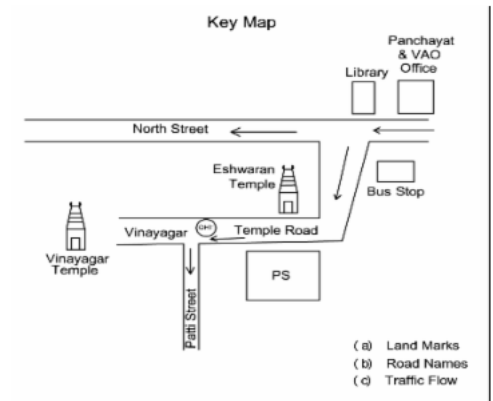 Key Map
Panchayat
& VAO
Office
Library
North Street
Eshwaran
Temple
Bus Stop
Vinayagar
Temple Road
Vinayagar
Temple
PS
Patti Street
(a) Land Marks
(b) Road Names
(c) Traffic Flow